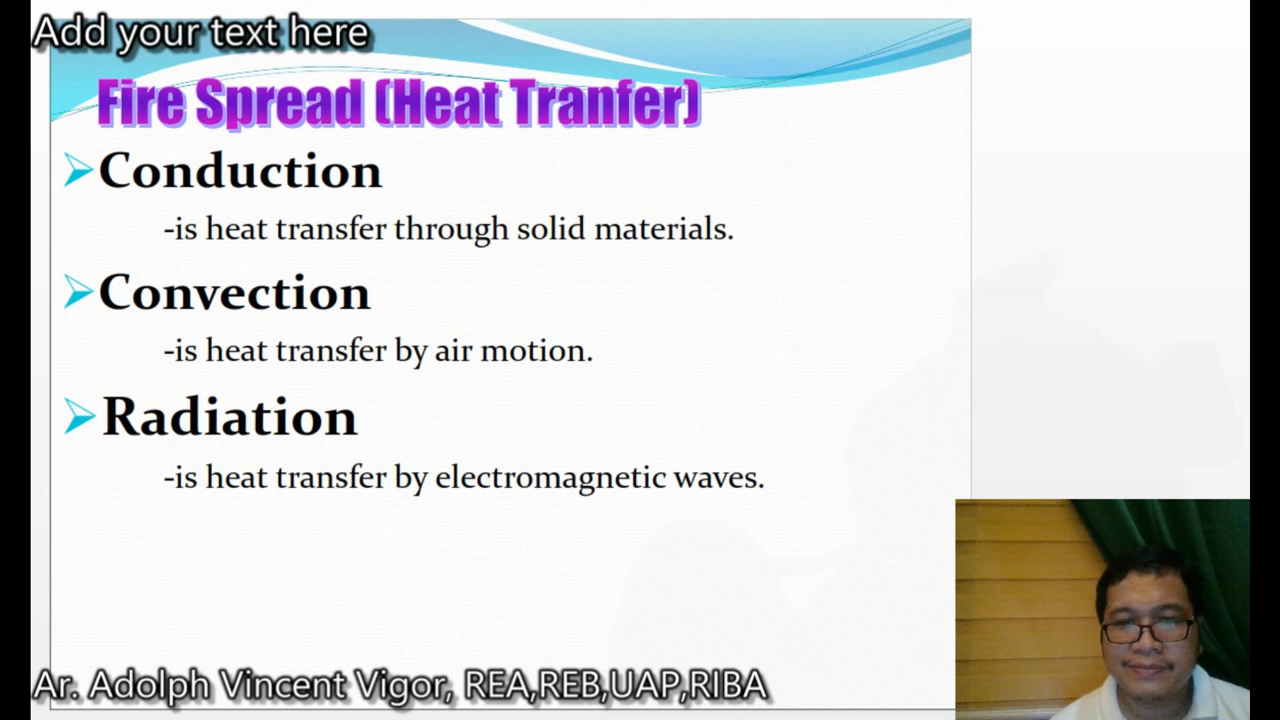 Add your text here
Fire Spread (Heat Tranfer)
Conduction
-is heat transfer through solid materials.
Convection
-is heat transfer by air motion.
Radiation
-is heat transfer by electromagnetic waves.
Ar. Adolph Vincent Vigor, REA,REB,UAP,RIBA